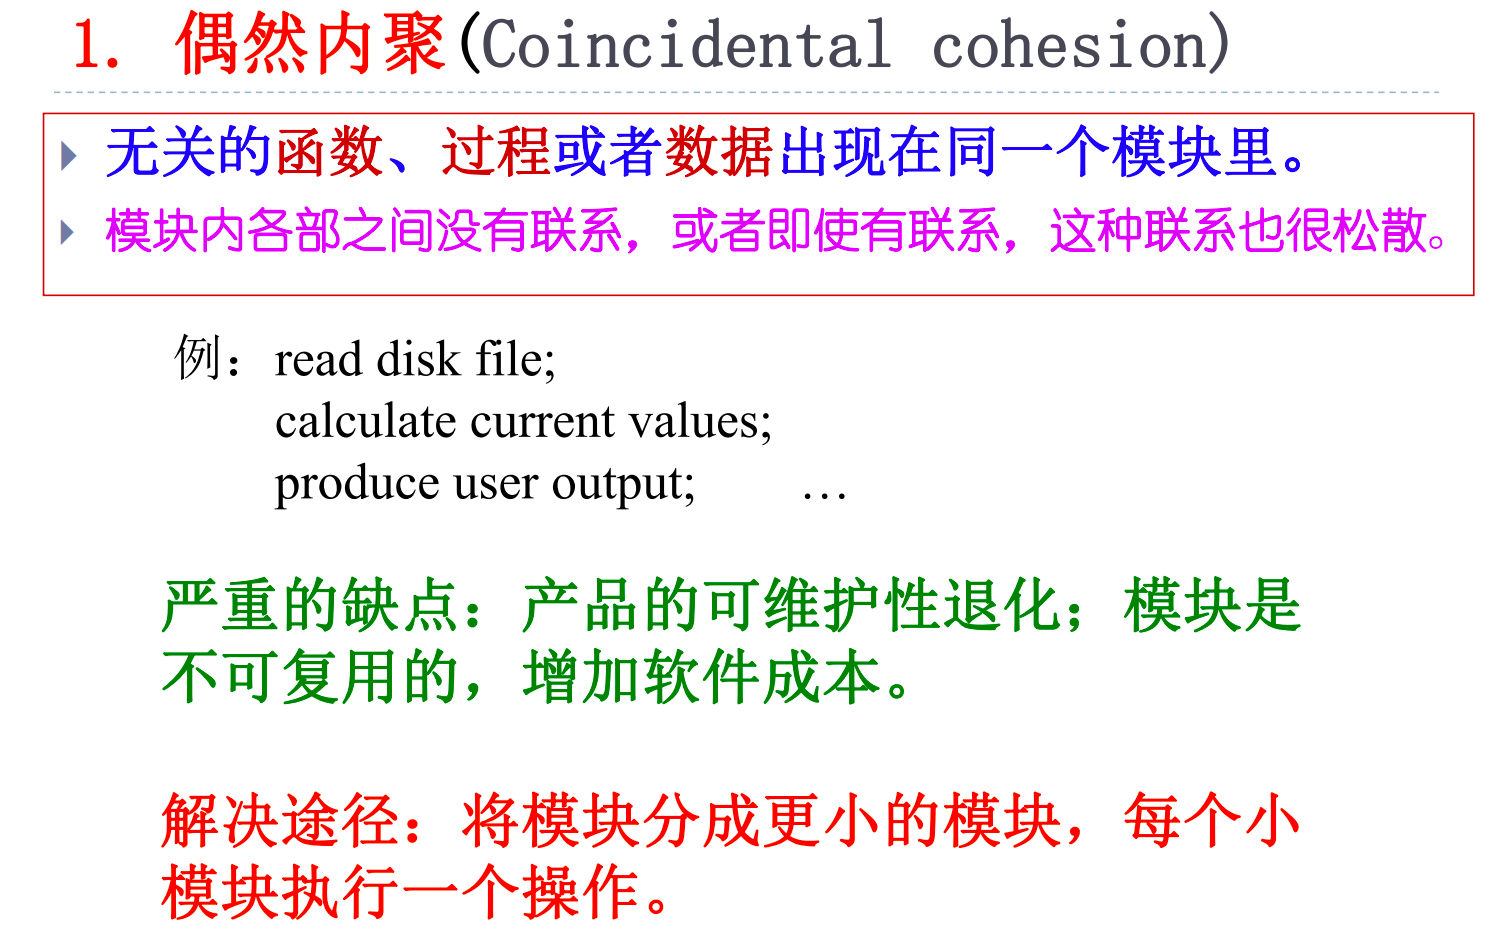 1. 偶然内聚(Coincidental cohesion)
无关的函数、过程或者数据出现在同一个模块里。
模块内各部之间没有联系，或者即使有联系，这种联系也很松散。
例：read disk file;
calculate current values;
produce user output; …
严重的缺点：产品的可维护性退化；模块是
不可复用的，增加软件成本。
解决途径：将模块分成更小的模块，每个小
模块执行一个操作。